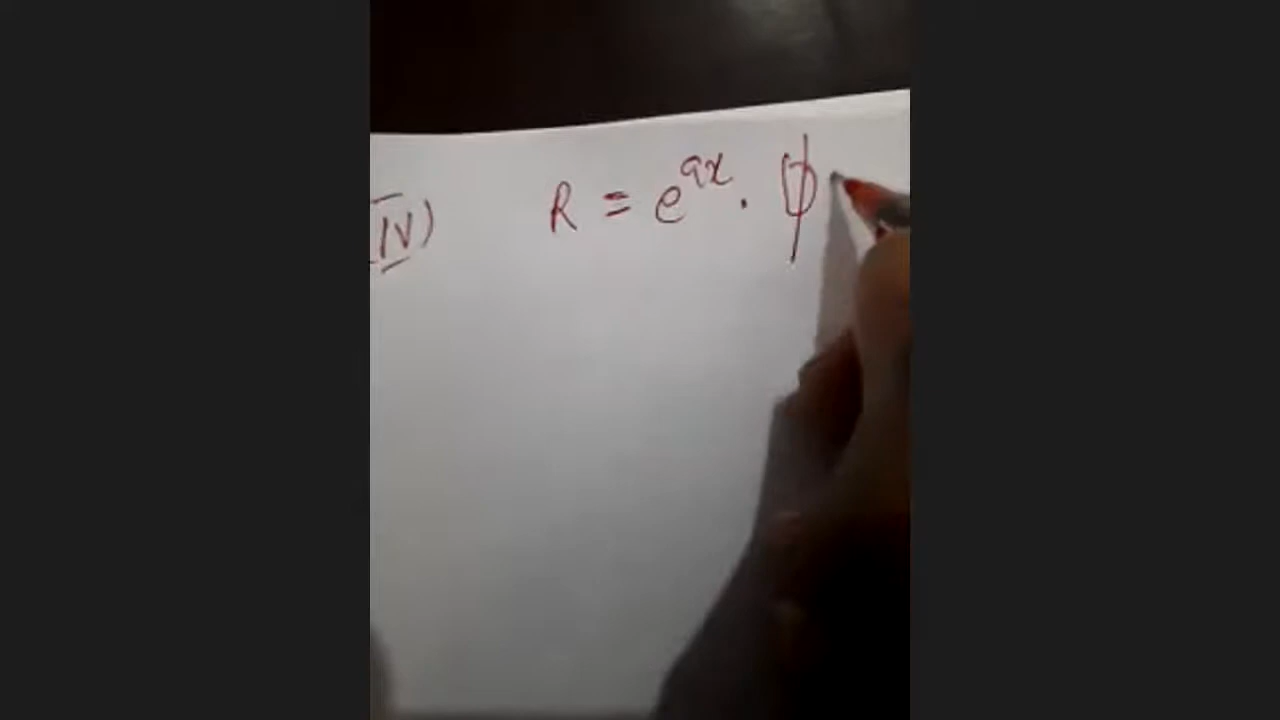 (IV) R = e^{ax} . ϕ